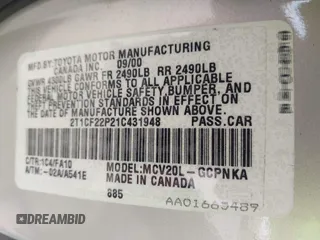 MFD.BY: TOYOTA MOTOR MANUFACTURING
CANADA INC. 09/00
GVWR 4300LB GAWR FR 2490LB RR 2490LB
THIS VEHICLE CONFORMS TO ALL APPLICABLE
FEDERAL MOTOR VEHICLE SAFETY, BUMPER, AND
THEFT PREVENTION STANDARDS IN EFFECT ON
THE DATE OF MANUFACTURE SHOWN ABOVE.
2T1CF22P21C431948 PASS.CAR
C/TR:1C4/FA10 MODEL:MCV20L-GCPNKA
A/TM:-02A/A541E MADE IN CANADA
885
AA01663489
DREAMBID